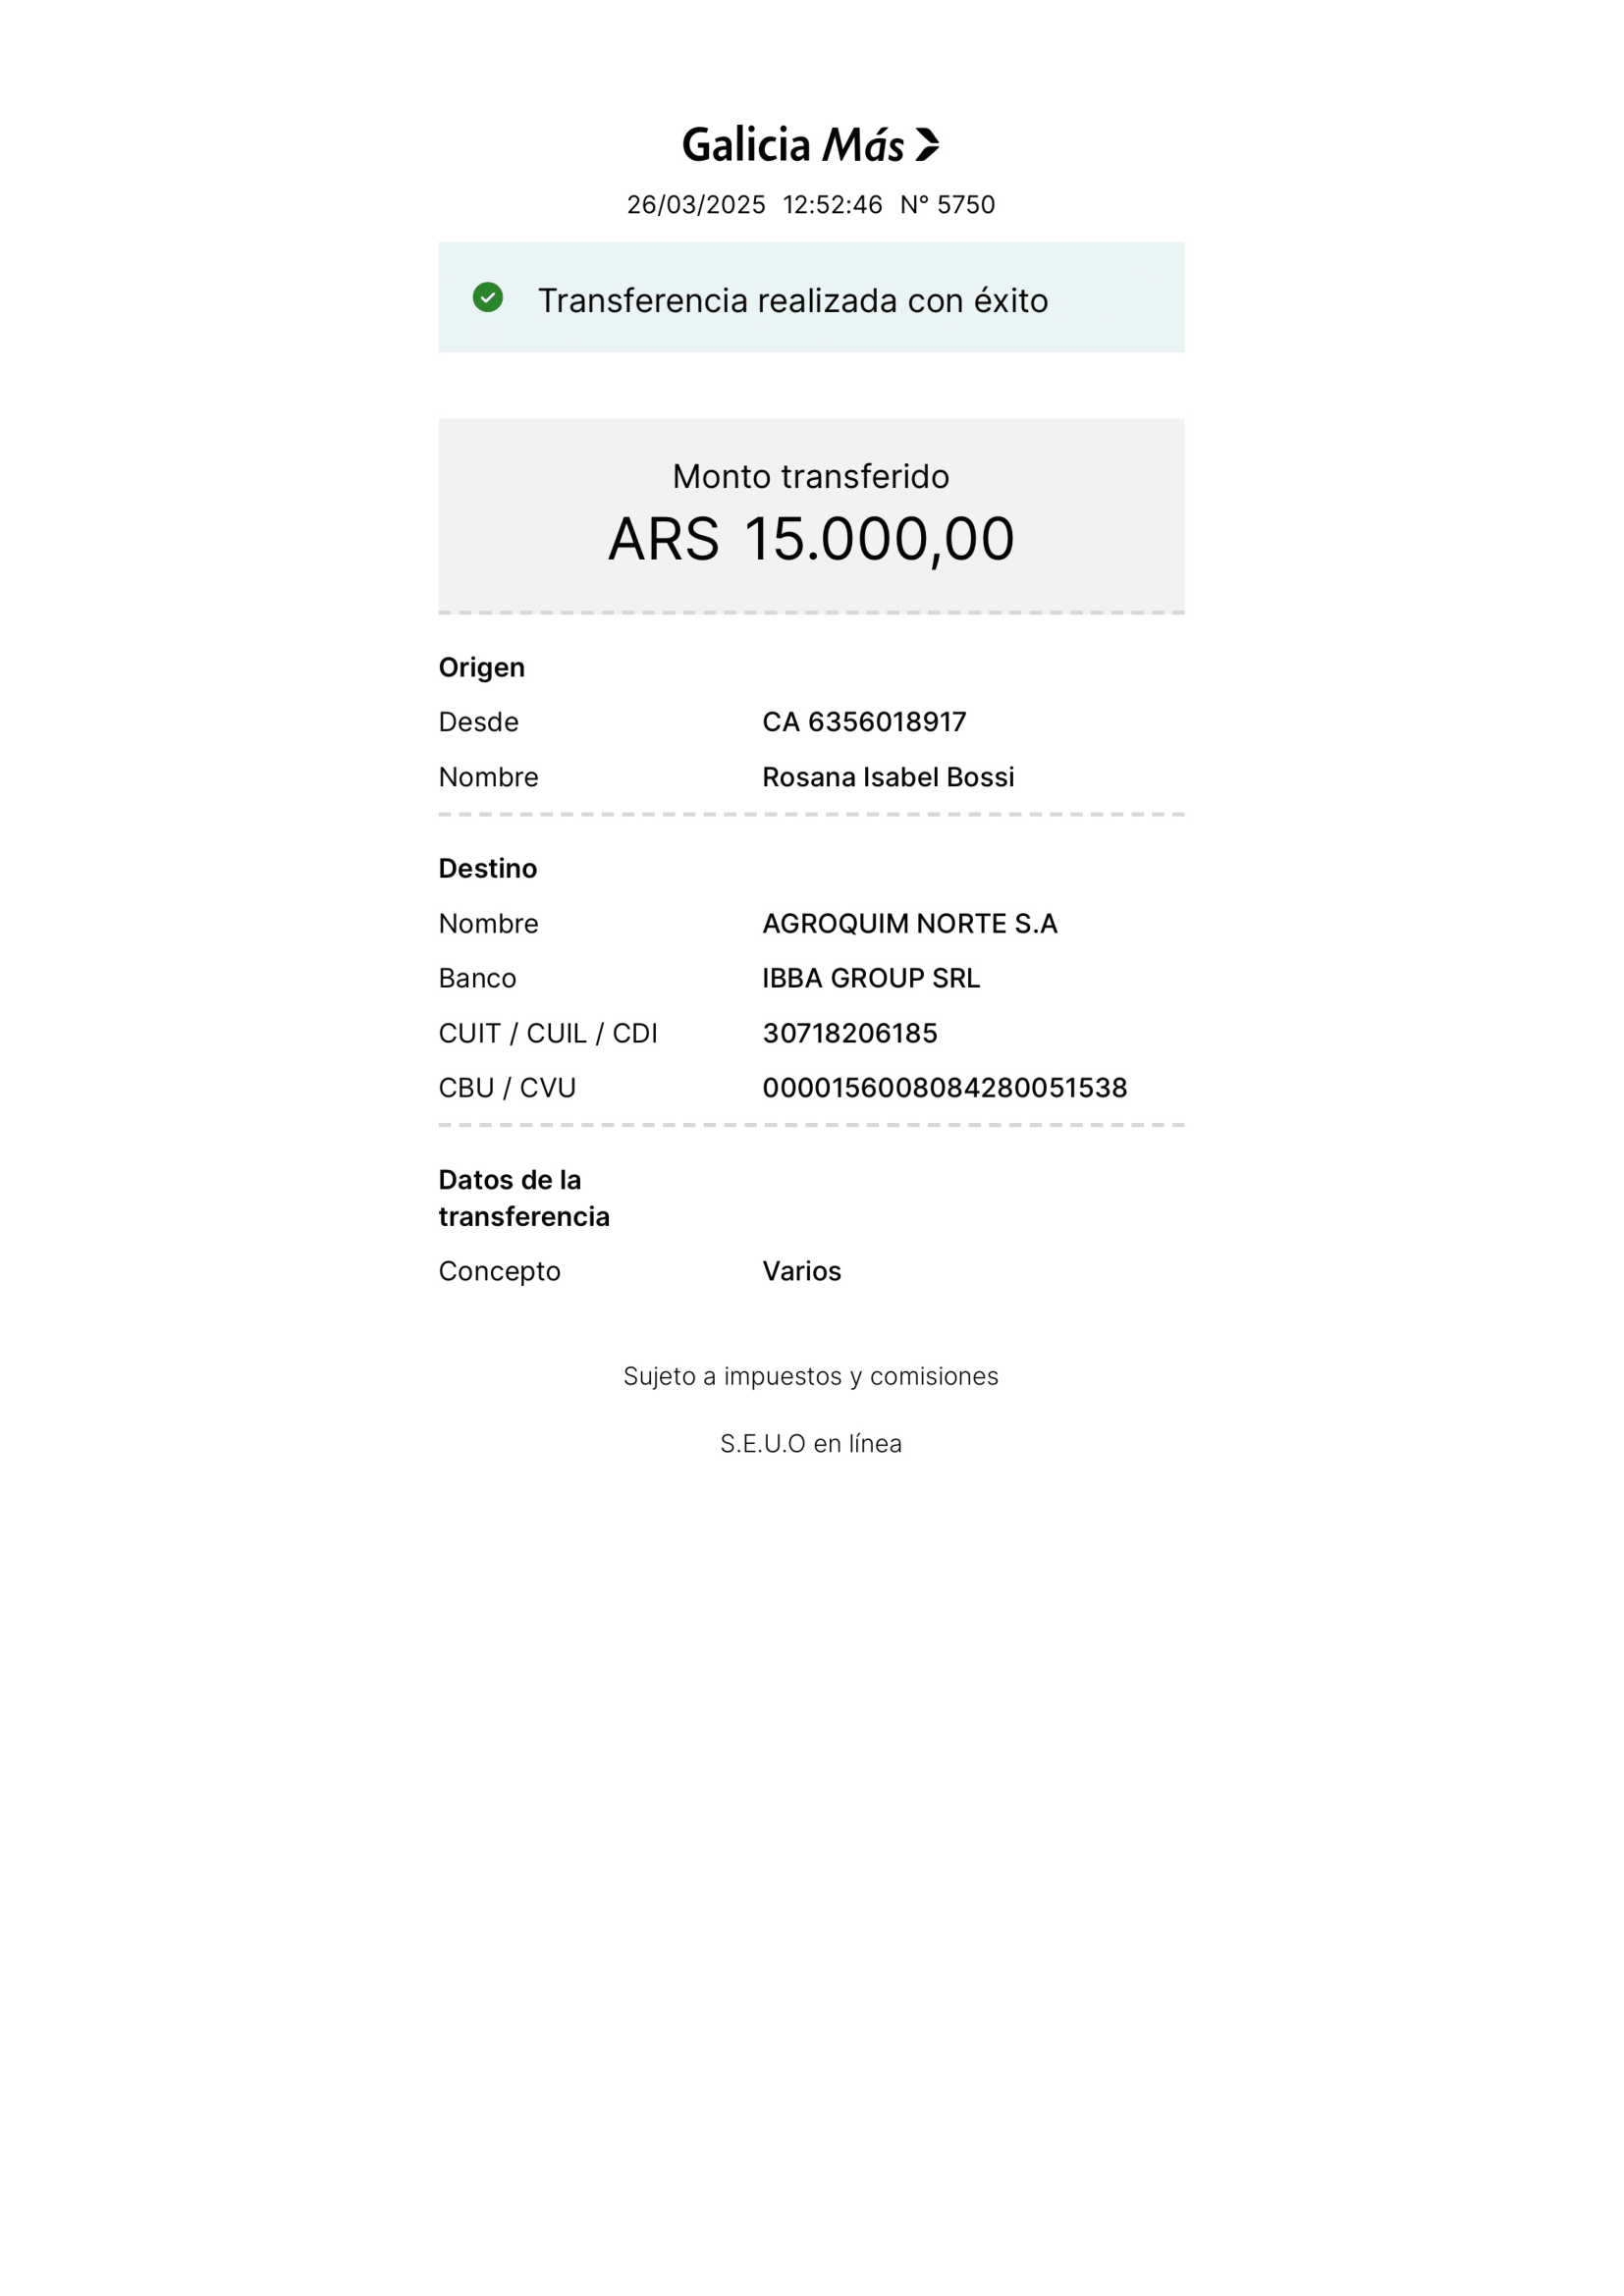 Galicia Más
26/03/2025 12:52:46 N° 5750
Transferencia realizada con éxito
Monto transferido
ARS 15.000,00
Origen
Desde CA 6356018917
Nombre Rosana Isabel Bossi
Destino
Nombre AGROQUIM NORTE S.A
Banco IBBA GROUP SRL
CUIT / CUIL / CDI 30718206185
CBU / CVU 0000156008084280051538
Datos de la
transferencia
Concepto Varios
Sujeto a impuestos y comisiones
S.E.U.O en línea